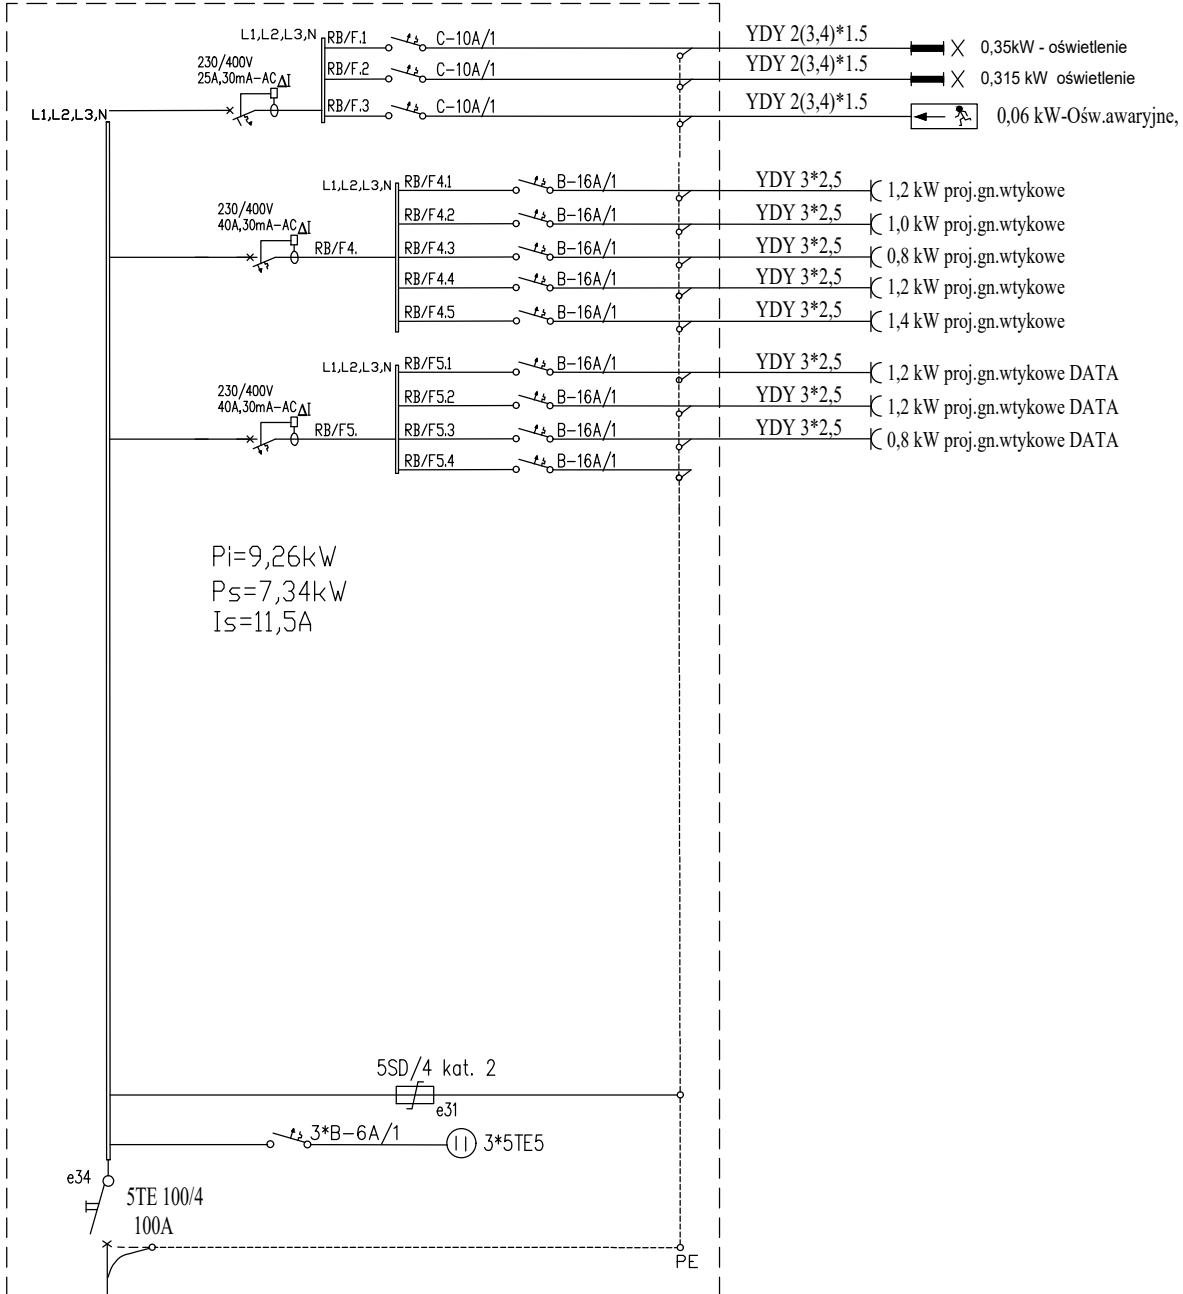 L1,L2,L3,N
RB/F.1
C-10A/1
YDY 2(3,4)*1.5
0,35kW - oświetlenie
230/400V
25A,30mA-AC
ΔI
RB/F.2
C-10A/1
YDY 2(3,4)*1.5
0,315 kW oświetlenie
L1,L2,L3,N
RB/F.3
C-10A/1
YDY 2(3,4)*1.5
0,06 kW-Ośw.awaryjne,
L1,L2,L3,N
RB/F4.1
B-16A/1
YDY 3*2,5
1,2 kW proj.gn.wtykowe
230/400V
40A,30mA-AC
ΔI
RB/F4.2
B-16A/1
YDY 3*2,5
1,0 kW proj.gn.wtykowe
RB/F4.
RB/F4.3
B-16A/1
YDY 3*2,5
0,8 kW proj.gn.wtykowe
RB/F4.4
B-16A/1
YDY 3*2,5
1,2 kW proj.gn.wtykowe
RB/F4.5
B-16A/1
YDY 3*2,5
1,4 kW proj.gn.wtykowe
L1,L2,L3,N
RB/F5.1
B-16A/1
YDY 3*2,5
1,2 kW proj.gn.wtykowe DATA
230/400V
40A,30mA-AC
ΔI
RB/F5.2
B-16A/1
YDY 3*2,5
1,2 kW proj.gn.wtykowe DATA
RB/F5.
RB/F5.3
B-16A/1
YDY 3*2,5
0,8 kW proj.gn.wtykowe DATA
RB/F5.4
B-16A/1
Pi=9,26kW
Ps=7,34kW
Is=11,5A
5SD/4 kat. 2
e31
3*B-6A/1
3*5TE5
e34
5TE 100/4
100A
PE